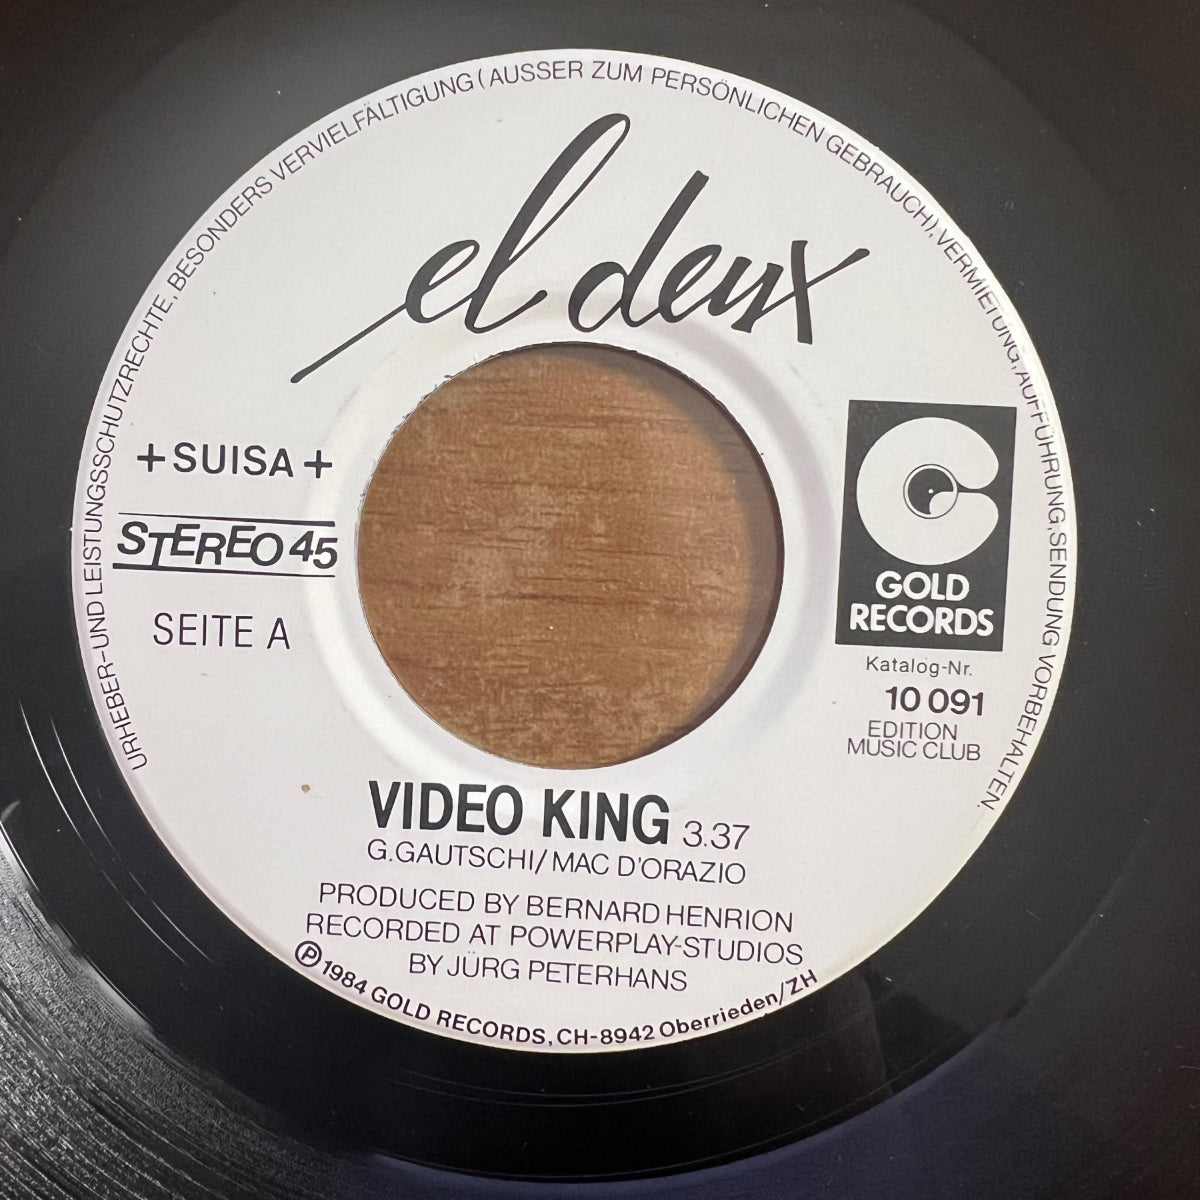 URHEBER-UND LEISTUNGSSCHUTZRECHTE, BESONDERS VERVIELFÄLTIGUNG (AUSSER ZUM PERSÖNLICHEN GEBRAUCH), VERMIETUNG, AUFFÜHRUNG, SENDUNG VORBEHALTEN.
el deux
+SUISA+
STEREO 45
SEITE A
GOLD
RECORDS
Katalog-Nr.
10 091
EDITION
MUSIC CLUB
VIDEO KING 3.37
G.GAUTSCHI/MAC D'ORAZIO
PRODUCED BY BERNARD HENRION
RECORDED AT POWERPLAY-STUDIOS
BY JÜRG PETERHANS
Ⓟ1984 GOLD RECORDS, CH-8942 Oberrieden/ZH